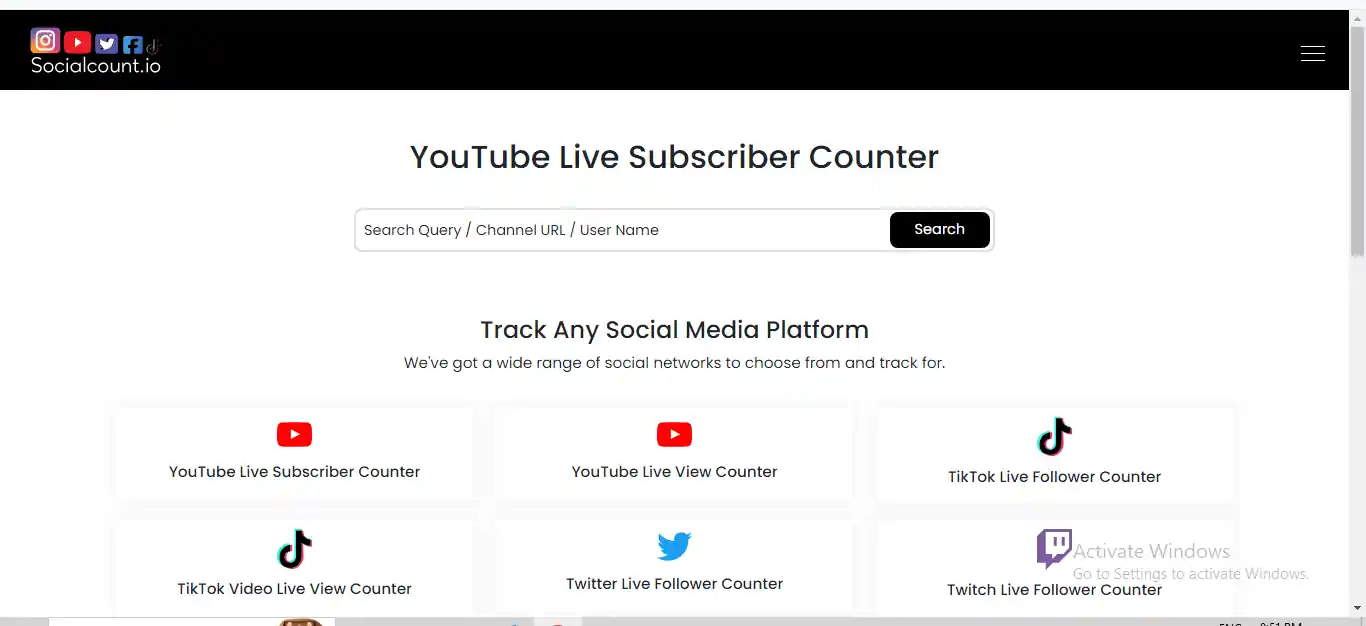 Socialcount.io
YouTube Live Subscriber Counter
Search Query / Channel URL / User Name
Search
Track Any Social Media Platform
We've got a wide range of social networks to choose from and track for.
YouTube Live Subscriber Counter
YouTube Live View Counter
TikTok Live Follower Counter
TikTok Video Live View Counter
Twitter Live Follower Counter
Twitch Live Follower Counter
Activate Windows
Go to Settings to activate Windows.